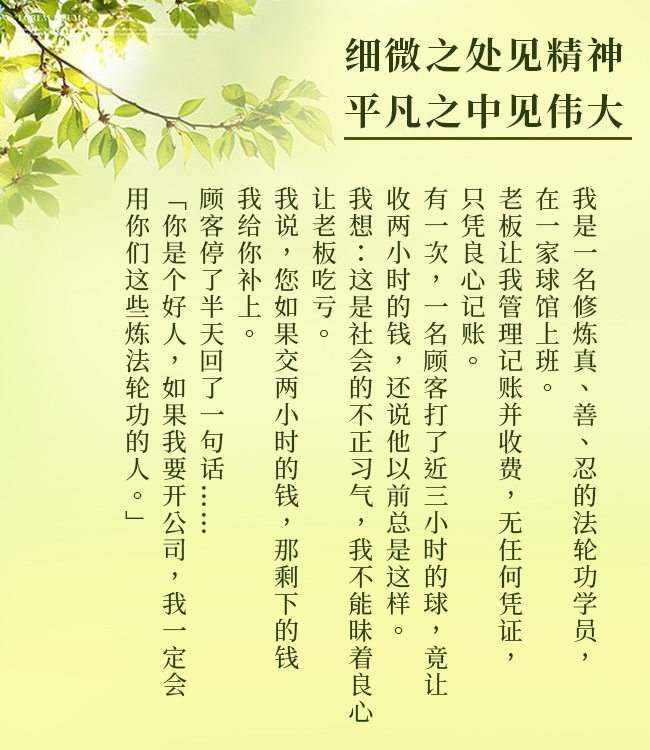 LOREM IPSUM
细微之处见精神
平凡之中见伟大
我是一名修炼真、善、忍的法轮功学员，
在一家球馆上班。
老板让我管理记账并收费，无任何凭证，
只凭良心记账。
有一次，一名顾客打了近三小时的球，竟让
收两小时的钱，还说他以前总是这样。
我想：这是社会的不正习气，我不能昧着良心
让老板吃亏。
我说，您如果交两小时的钱，那剩下的钱
我给你补上。
顾客停了半天回了一句话……
「你是个好人，如果我要开公司，我一定会
用你们这些炼法轮功的人。」